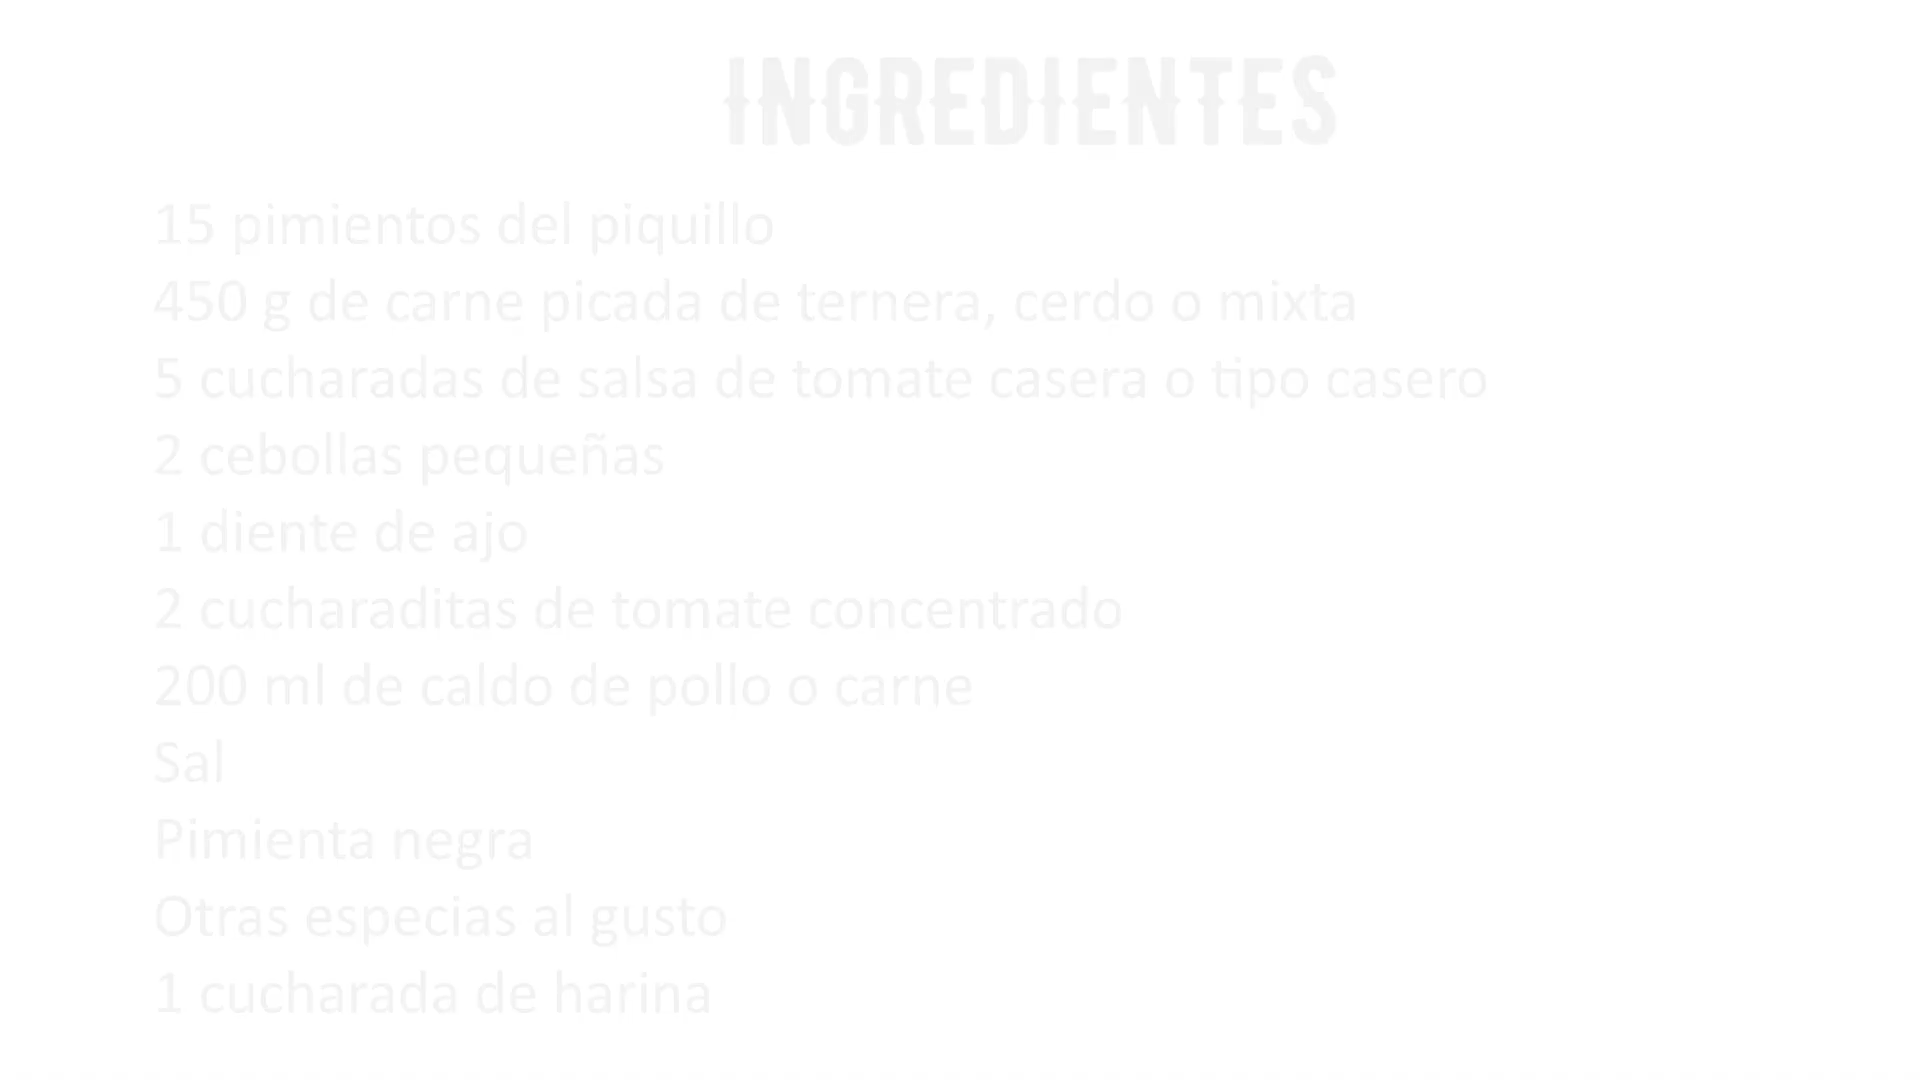 INGREDIENTES
15 pimientos del piquillo
450 g de carne picada de ternera, cerdo o mixta
5 cucharadas de salsa de tomate casera o tipo casero
2 cebollas pequeñas
1 diente de ajo
2 cucharaditas de tomate concentrado
200 ml de caldo de pollo o carne
Sal
Pimienta negra
Otras especias al gusto
1 cucharada de harina